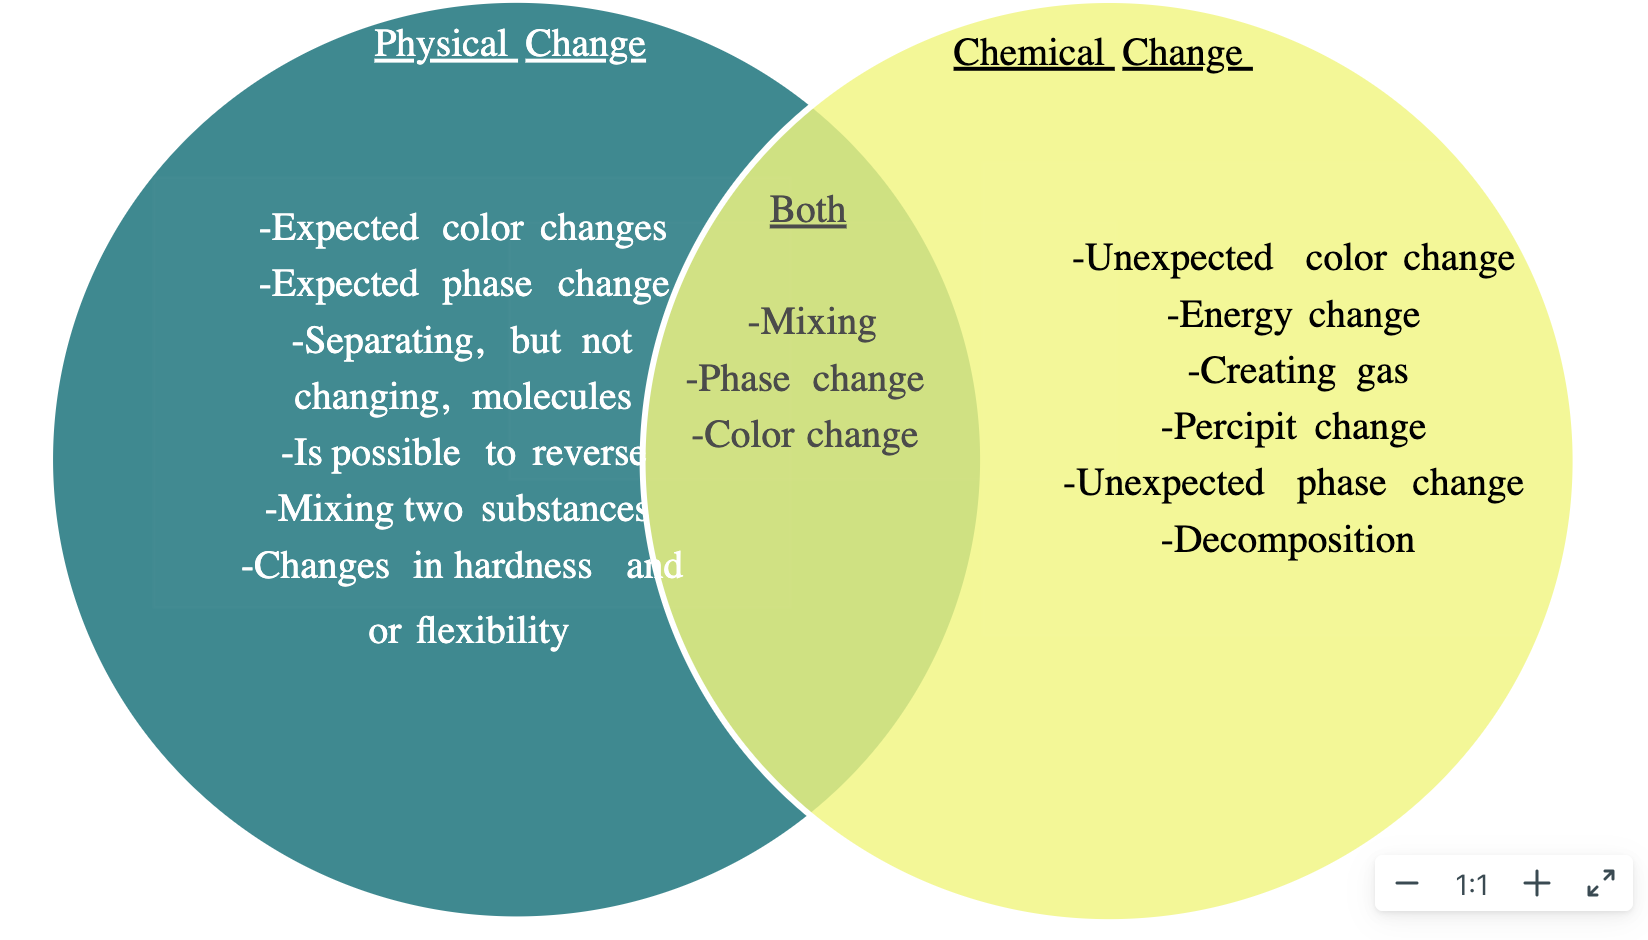 Physical Change
-Expected color changes
-Expected phase change
-Separating, but not
changing, molecules
-Is possible to reverse
-Mixing two substances
-Changes in hardness and
or flexibility
Both
-Mixing
-Phase change
-Color change
Chemical Change
-Unexpected color change
-Energy change
-Creating gas
-Percipit change
-Unexpected phase change
-Decomposition
1:1